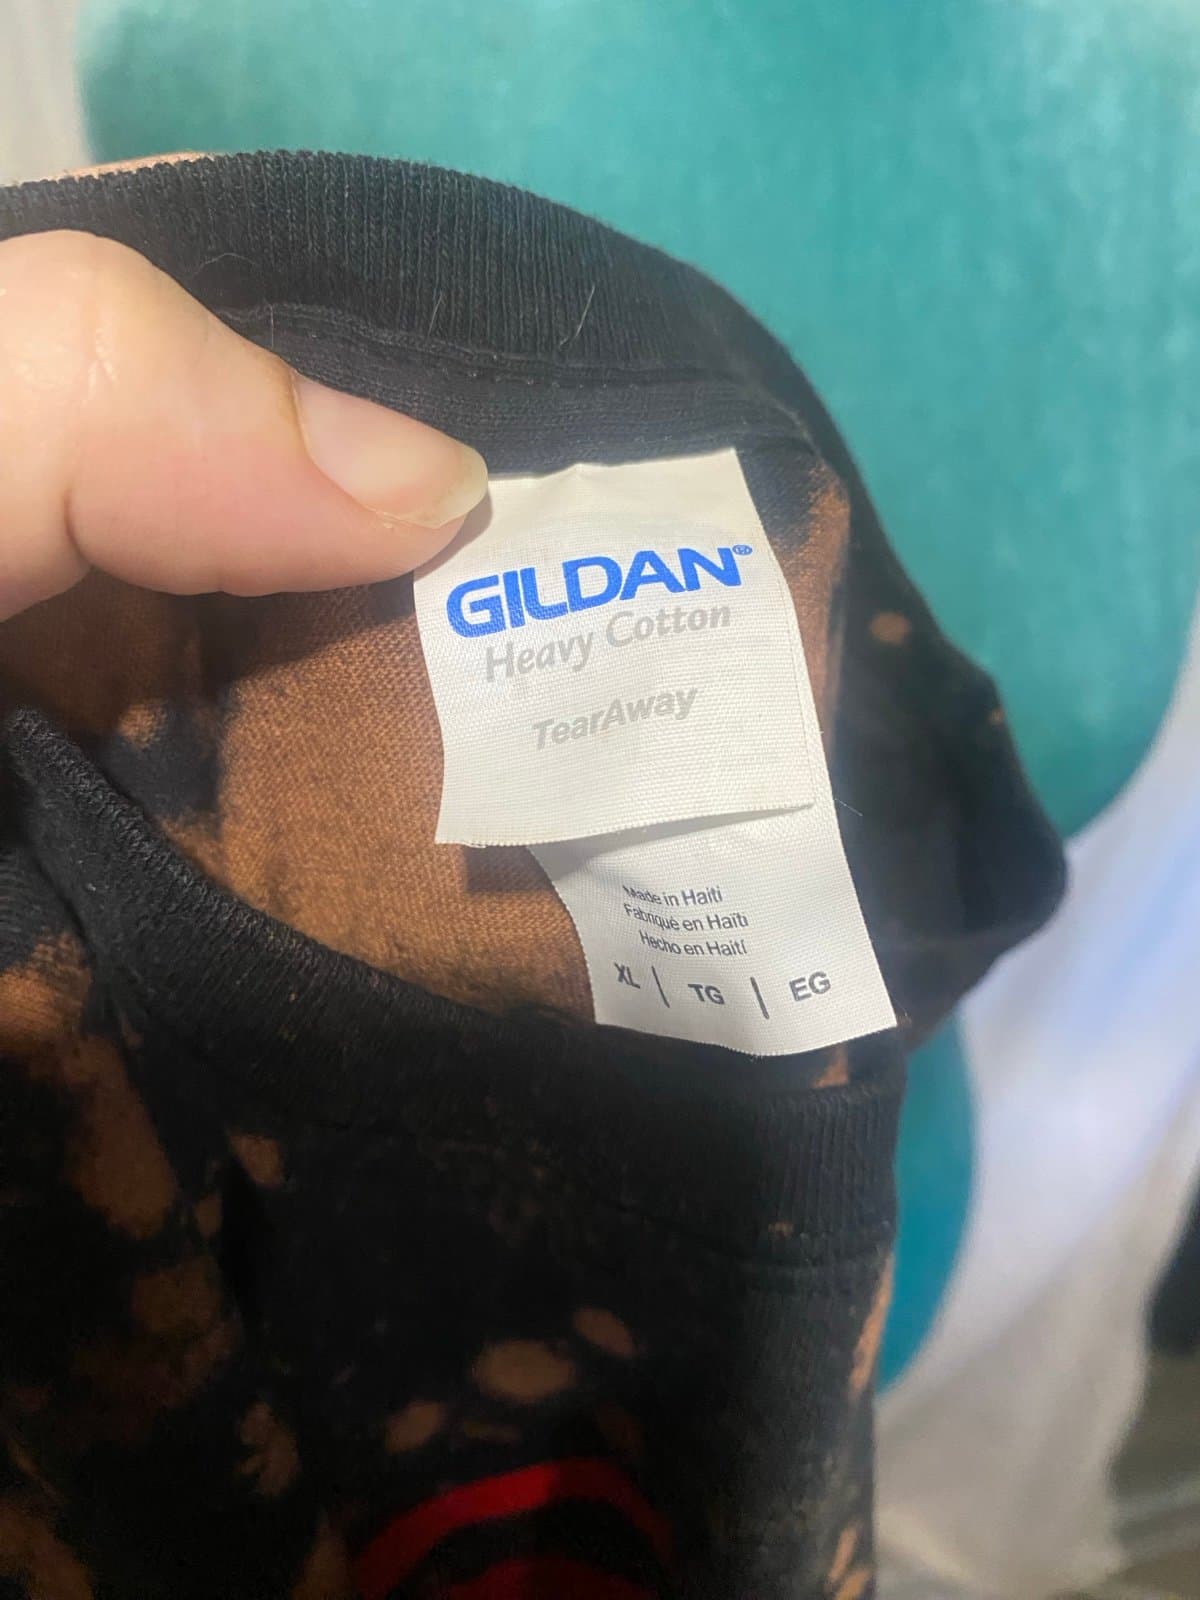 GILDAN®
Heavy Cotton
TearAway
Made in Haiti
Fabriqué en Haïti
Hecho en Haití
XL | TG | EG